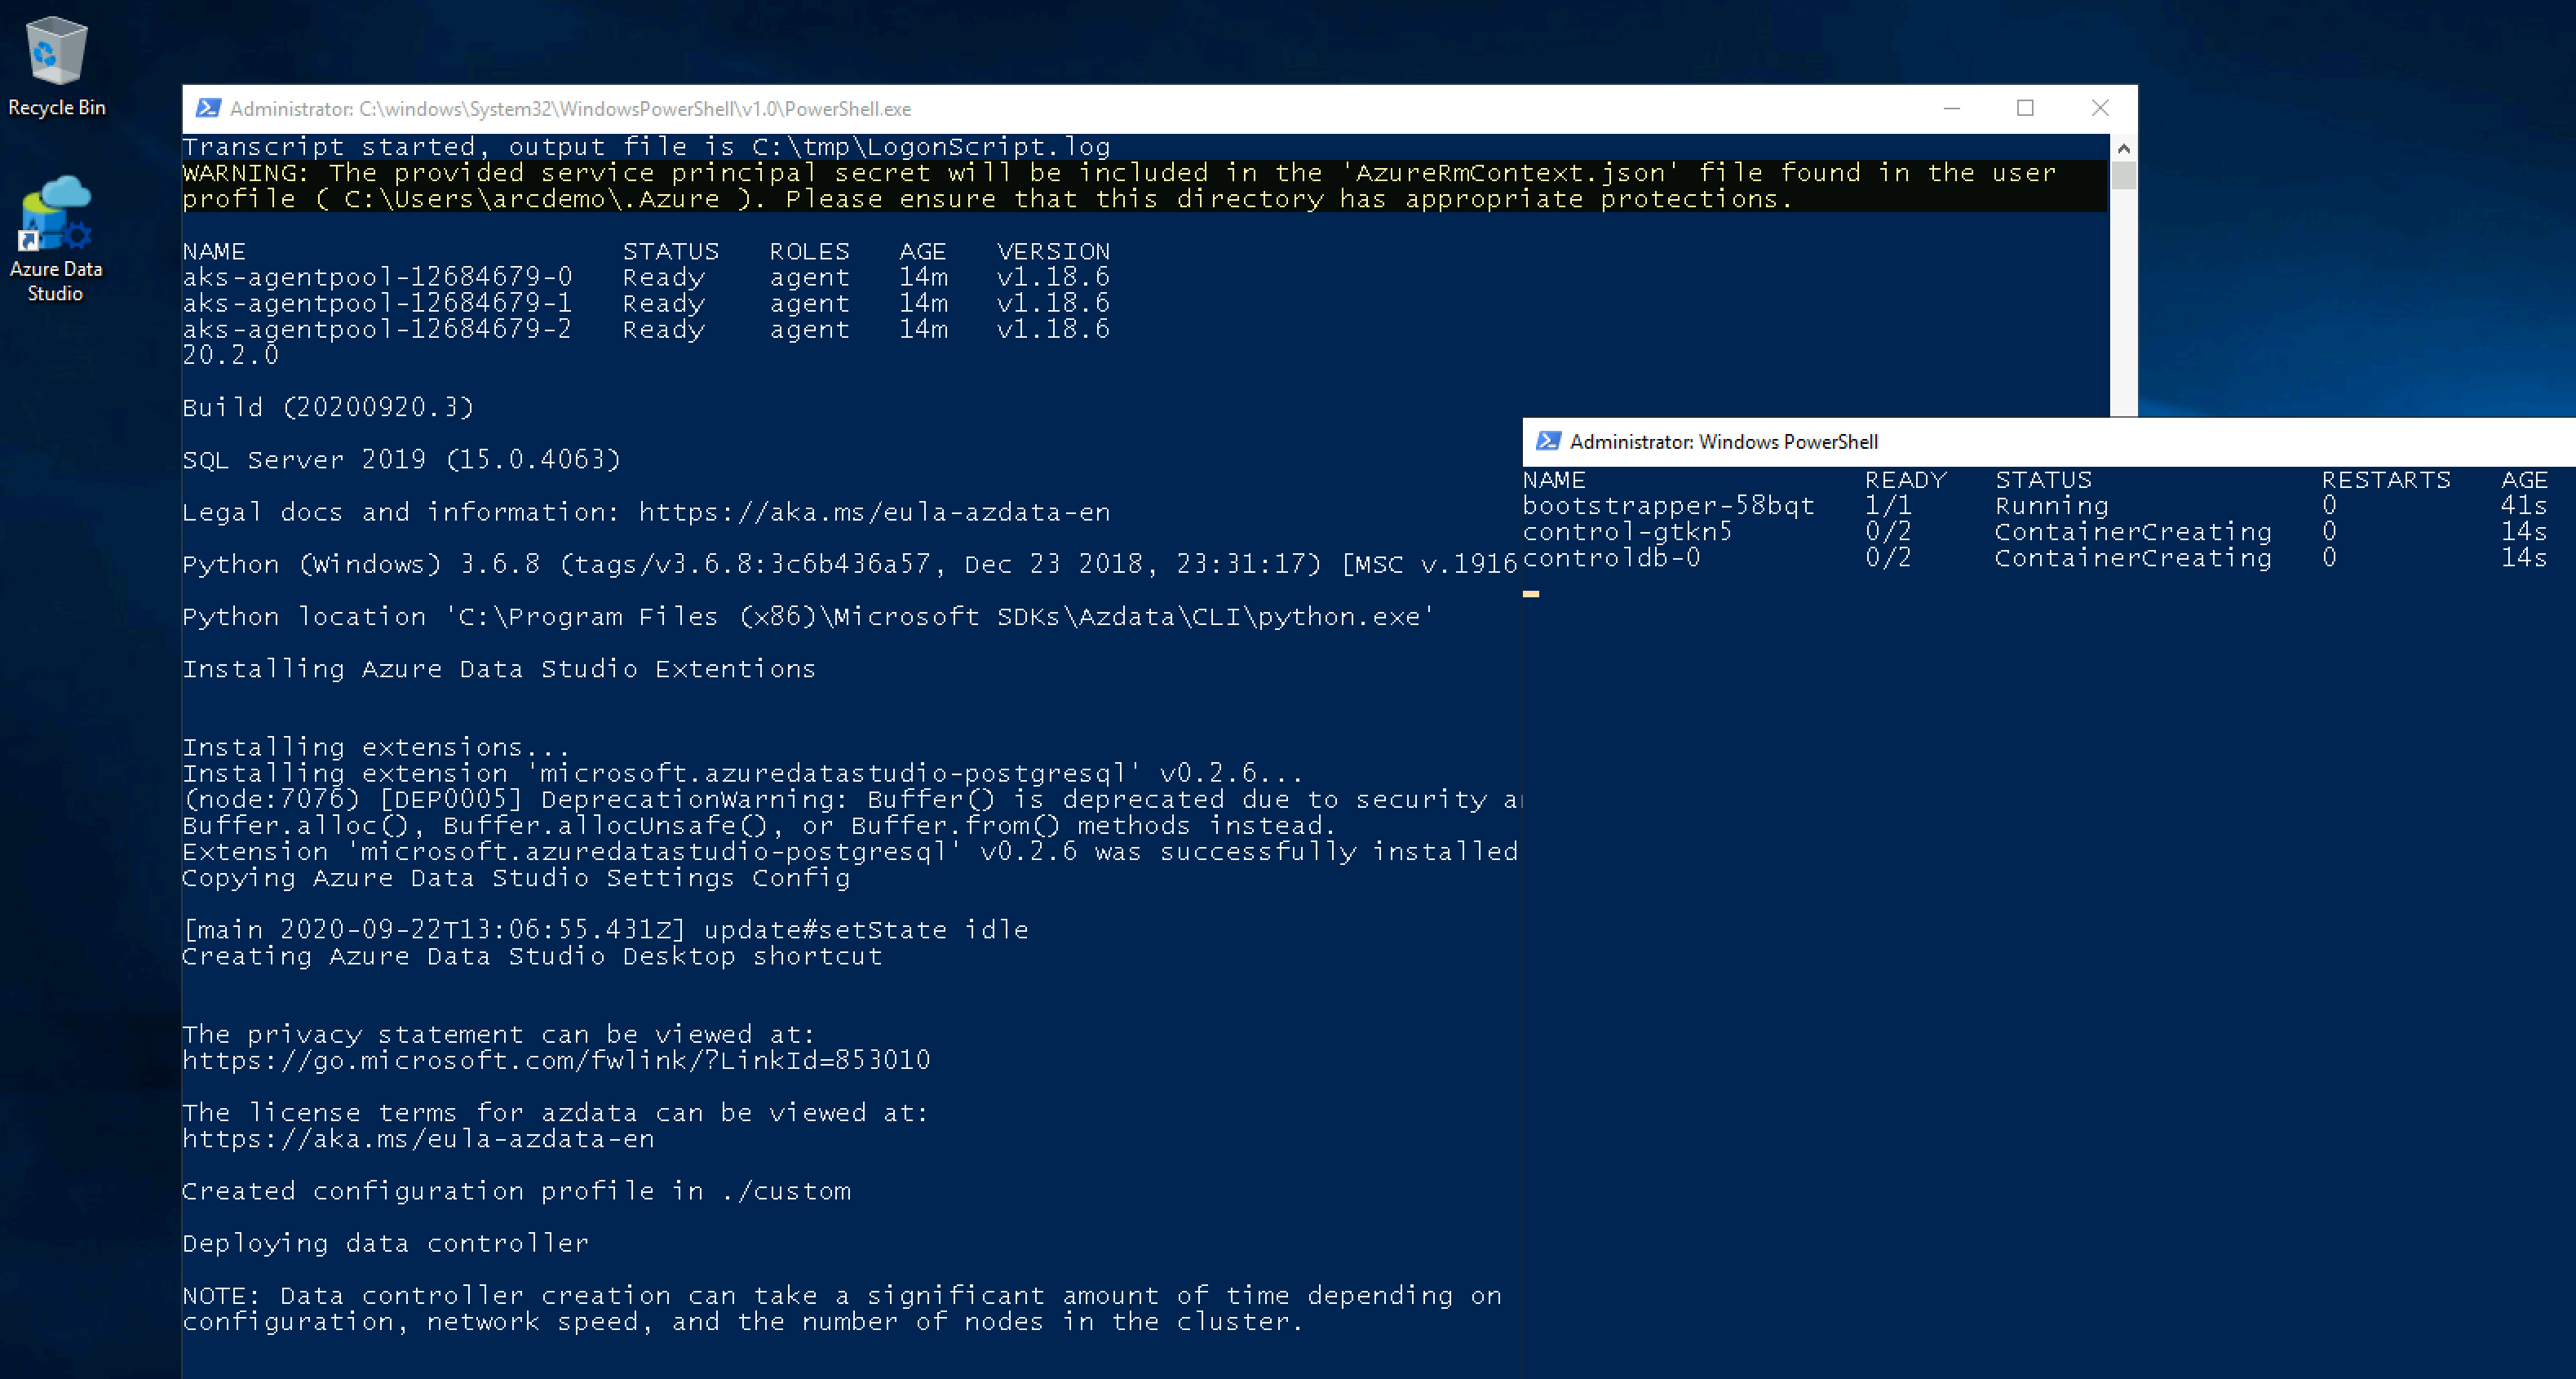 Recycle Bin
Azure Data
Studio
Administrator: C:\windows\System32\WindowsPowerShell\v1.0\PowerShell.exe
Transcript started, output file is C:\tmp\LogonScript.log
WARNING: The provided service principal secret will be included in the 'AzureRmContext.json' file found in the user
profile ( C:\Users\arcdemo\.Azure ). Please ensure that this directory has appropriate protections.
NAME STATUS ROLES AGE VERSION
aks-agentpool-12684679-0 Ready agent 14m v1.18.6
aks-agentpool-12684679-1 Ready agent 14m v1.18.6
aks-agentpool-12684679-2 Ready agent 14m v1.18.6
20.2.0
Build (20200920.3)
SQL Server 2019 (15.0.4063)
Legal docs and information: https://aka.ms/eula-azdata-en
Python (Windows) 3.6.8 (tags/v3.6.8:3c6b436a57, Dec 23 2018, 23:31:17) [MSC v.1916
Python location 'C:\Program Files (x86)\Microsoft SDKs\Azdata\CLI\python.exe'
Installing Azure Data Studio Extentions
Installing extensions...
Installing extension 'microsoft.azuredatastudio-postgresql' v0.2.6...
(node:7076) [DEP0005] DeprecationWarning: Buffer() is deprecated due to security
Buffer.alloc(), Buffer.allocUnsafe(), or Buffer.from() methods instead.
Extension 'microsoft.azuredatastudio-postgresql' v0.2.6 was successfully installed
Copying Azure Data Studio Settings Config
[main 2020-09-22T13:06:55.431Z] update#setState idle
Creating Azure Data Studio Desktop shortcut
The privacy statement can be viewed at:
https://go.microsoft.com/fwlink/?LinkId=853010
The license terms for azdata can be viewed at:
https://aka.ms/eula-azdata-en
Created configuration profile in ./custom
Deploying data controller
NOTE: Data controller creation can take a significant amount of time depending on
configuration, network speed, and the number of nodes in the cluster.
Administrator: Windows PowerShell
NAME READY STATUS RESTARTS AGE
bootstrapper-58bqt 1/1 Running 0 41s
control-gtkn5 0/2 ContainerCreating 0 14s
controldb-0 0/2 ContainerCreating 0 14s